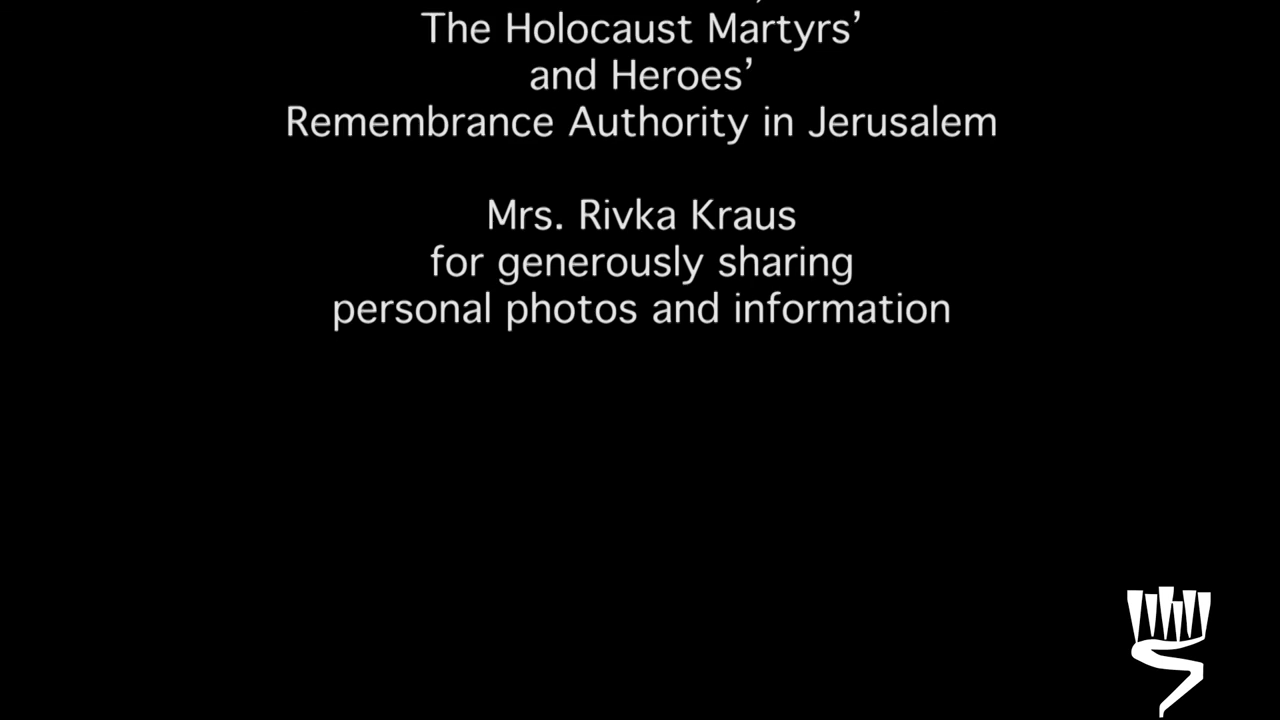 The Holocaust Martyrs’
and Heroes’
Remembrance Authority in Jerusalem
Mrs. Rivka Kraus
for generously sharing
personal photos and information